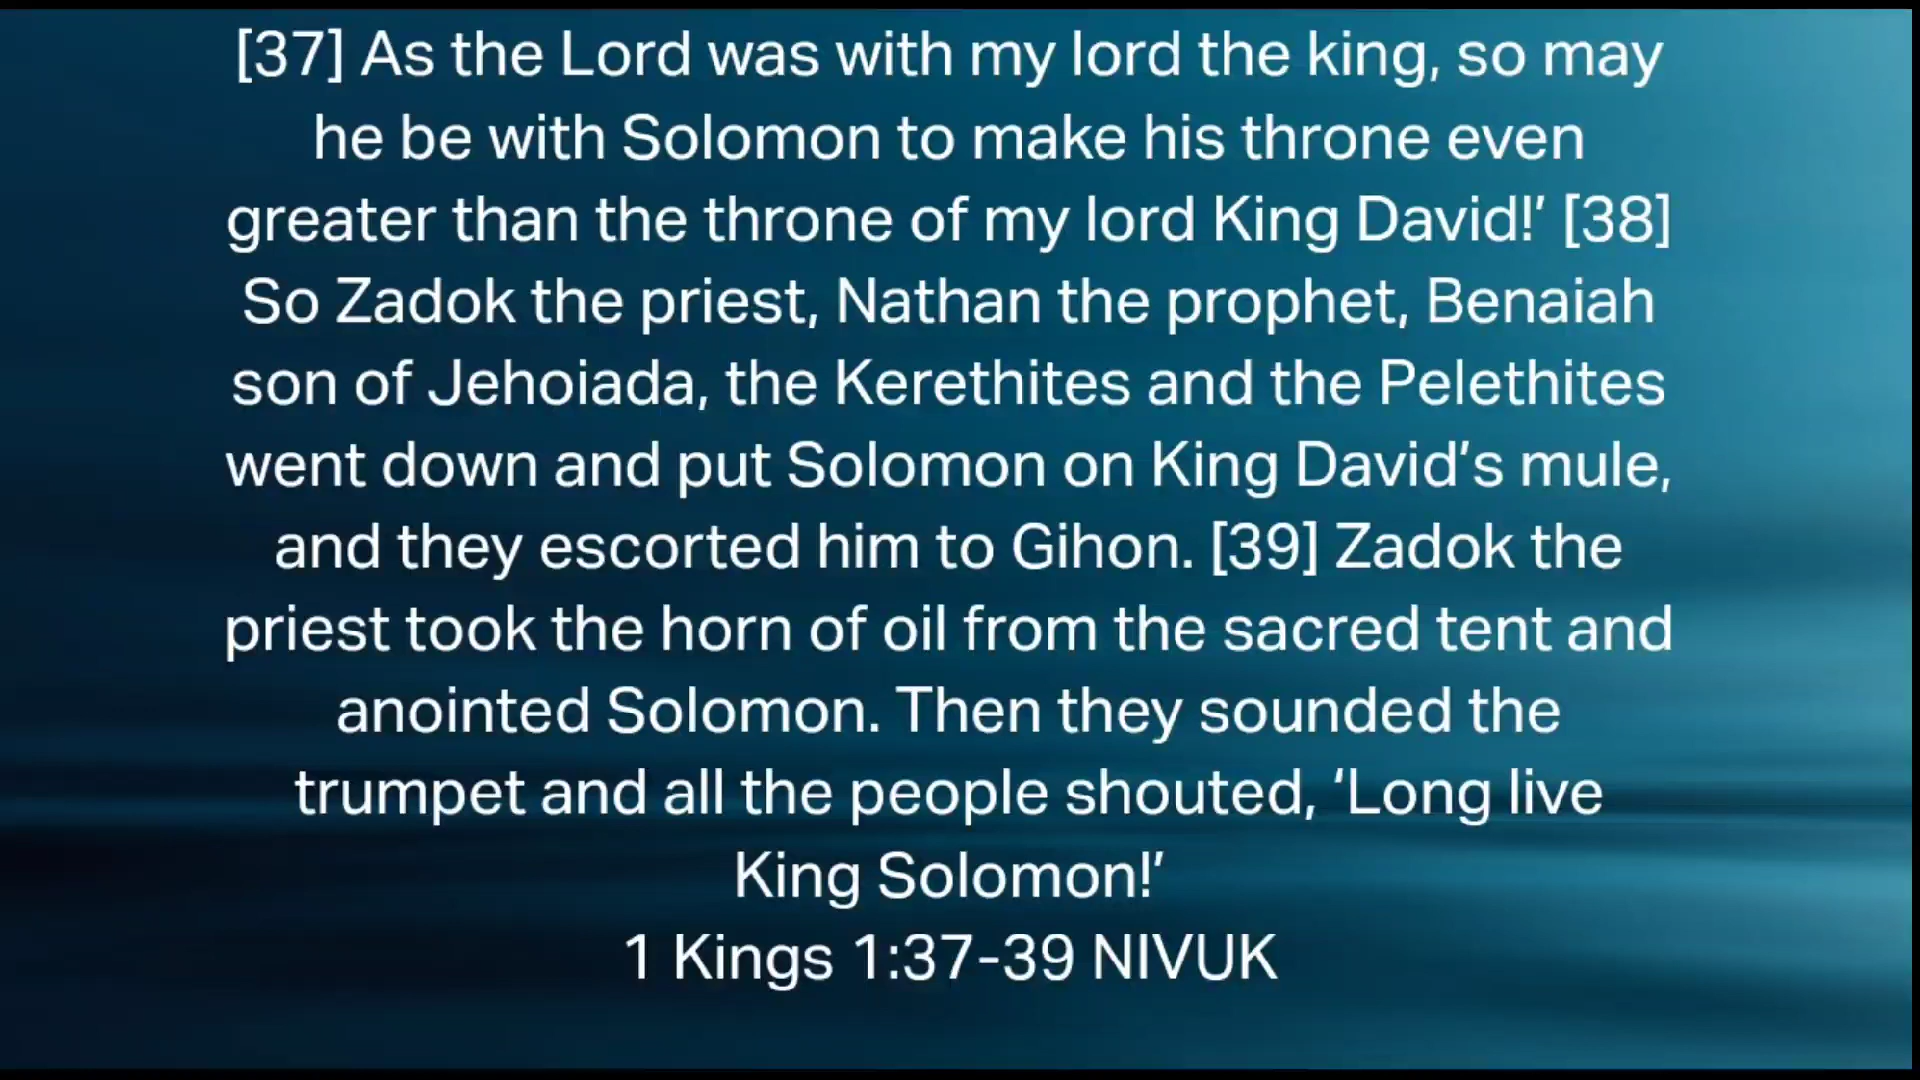 [37] As the Lord was with my lord the king, so may
he be with Solomon to make his throne even
greater than the throne of my lord King David!’ [38]
So Zadok the priest, Nathan the prophet, Benaiah
son of Jehoiada, the Kerethites and the Pelethites
went down and put Solomon on King David’s mule,
and they escorted him to Gihon. [39] Zadok the
priest took the horn of oil from the sacred tent and
anointed Solomon. Then they sounded the
trumpet and all the people shouted, ‘Long live
King Solomon!’
1 Kings 1:37-39 NIVUK